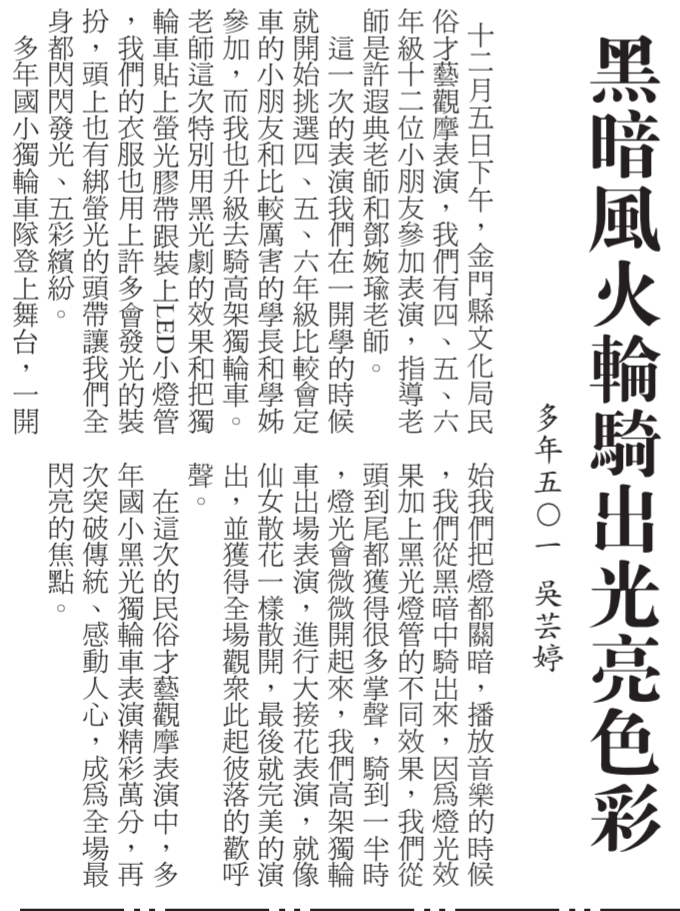 黑暗風火輪騎出光亮色彩
多年五〇一　吳芸婷
十二月五日下午，金門縣文化局民
俗才藝觀摩表演，我們有四、五、六
年級十二位小朋友參加表演，指導老
師是許遐典老師和鄧婉瑜老師。
這一次的表演我們在一開學的時候
就開始挑選四、五、六年級比較會定
車的小朋友和比較厲害的學長和學姊
參加，而我也升級去騎高架獨輪車。
老師這次特別用黑光劇的效果和把獨
輪車貼上螢光膠帶跟裝上LED小燈管
，我們的衣服也用上許多會發光的裝
扮，頭上也有綁螢光的頭帶讓我們全
身都閃閃發光、五彩繽紛。
多年國小獨輪車隊登上舞台，一開
始我們把燈都關暗，播放音樂的時候
，我們從黑暗中騎出來，因爲燈光效
果加上黑光燈管的不同效果，我們從
頭到尾都獲得很多掌聲，騎到一半時
，燈光會微微開起來，我們高架獨輪
車出場表演，進行大接花表演，就像
仙女散花一樣散開，最後就完美的演
出，並獲得全場觀眾此起彼落的歡呼
聲。
在這次的民俗才藝觀摩表演中，多
年國小黑光獨輪車表演精彩萬分，再
次突破傳統、感動人心，成爲全場最
閃亮的焦點。